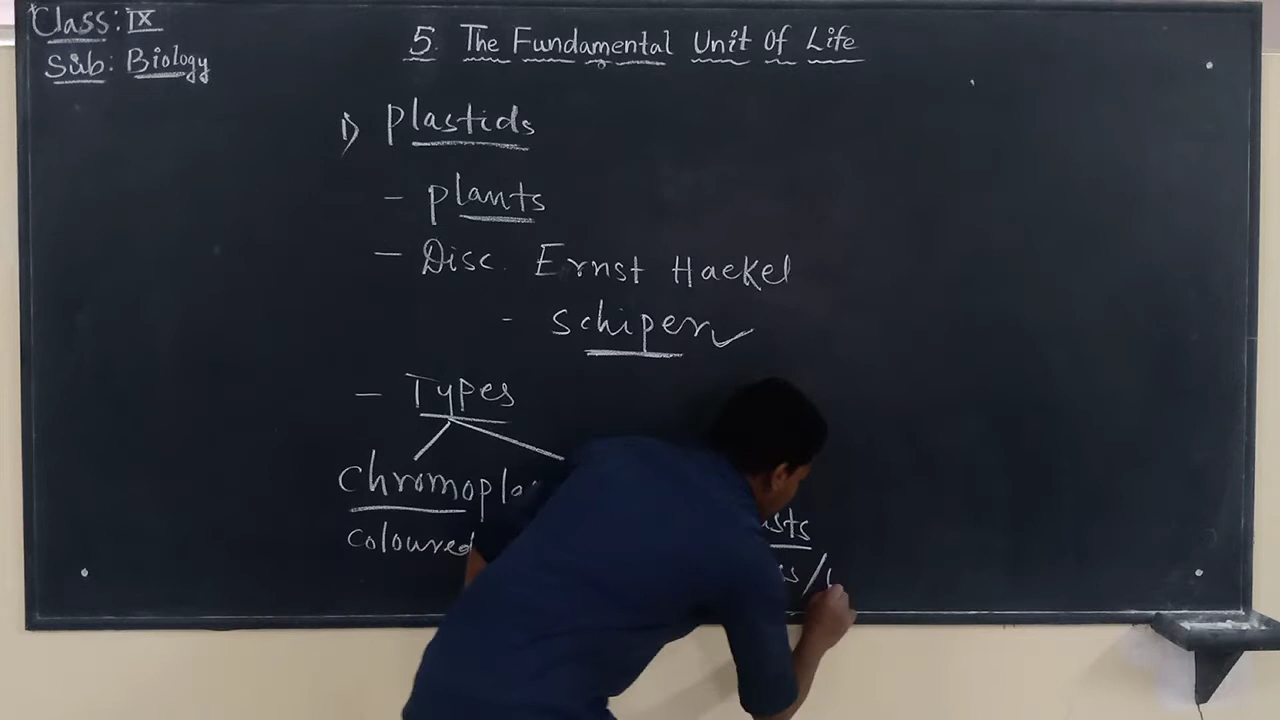 Class: IX
Sub: Biology
5. The Fundamental Unit Of Life
1) Plastids
- Plants
- Disc. Ernst Haekel
- Schiper
- Types
coloured